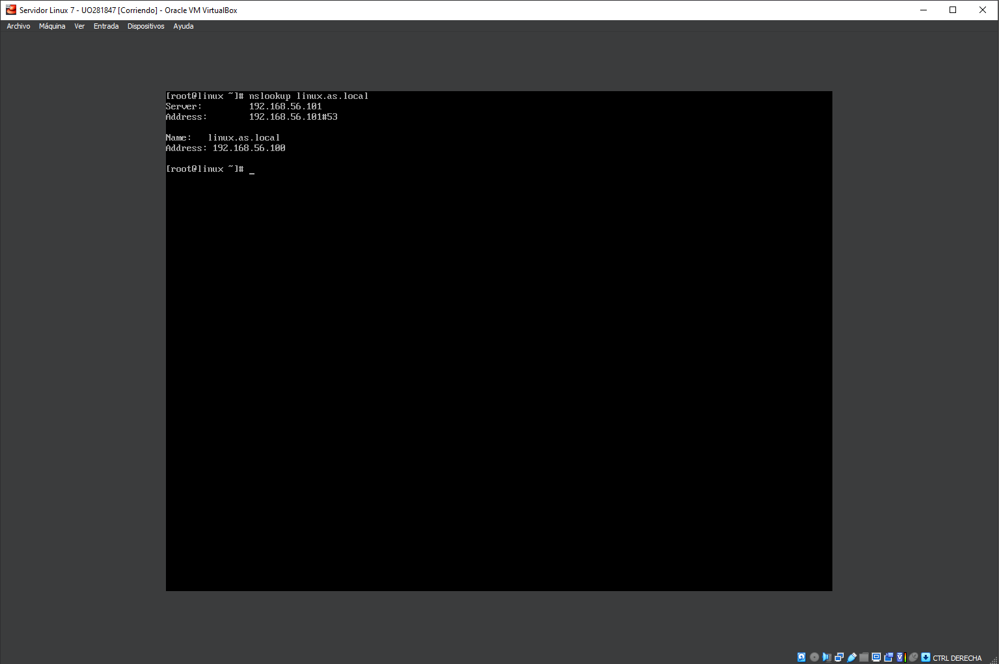 Servidor Linux 7 - UO281847 [Corriendo] - Oracle VM VirtualBox
Archivo Máquina Ver Entrada Dispositivos Ayuda
[root@linux ~]# nslookup linux.as.local
Server: 192.168.56.101
Address: 192.168.56.101#53
Name: linux.as.local
Address: 192.168.56.100
[root@linux ~]# _
CTRL DERECHA